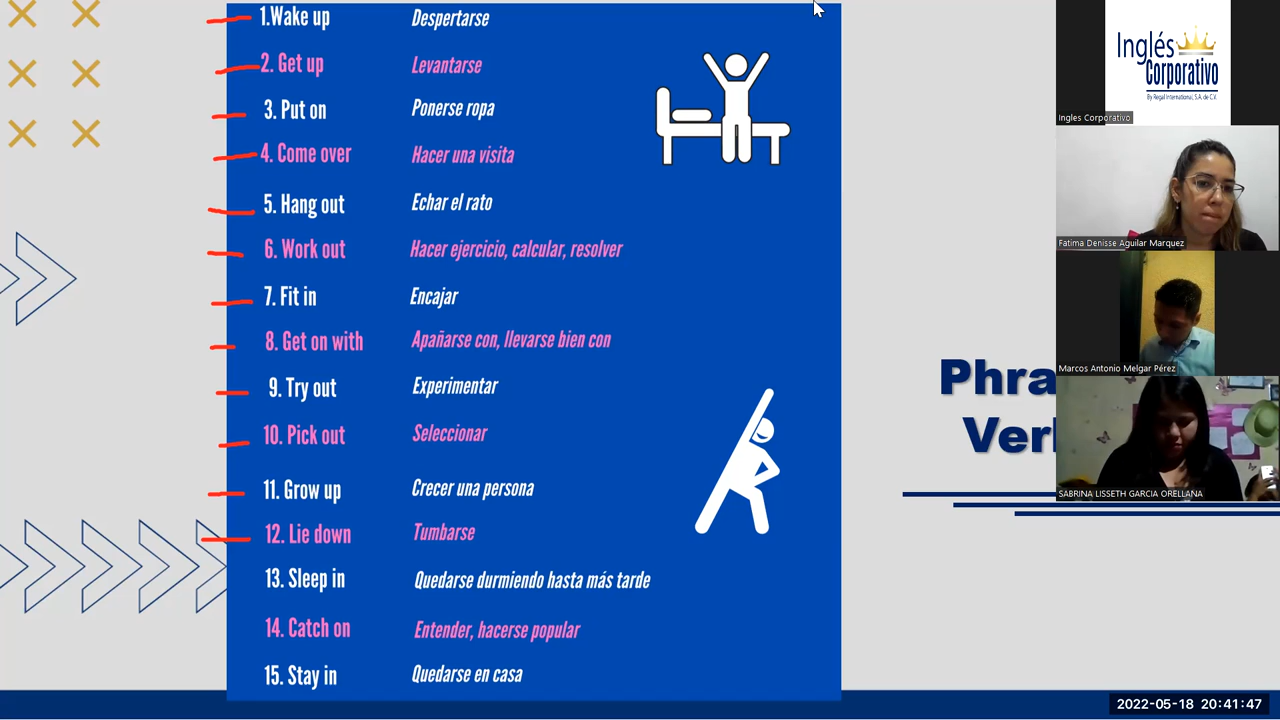 1.Wake up Despertarse
2. Get up Levantarse
3. Put on Ponerse ropa
4. Come over Hacer una visita
5. Hang out Echar el rato
6. Work out Hacer ejercicio, calcular, resolver
7. Fit in Encajar
8. Get on with Apañarse con, llevarse bien con
9. Try out Experimentar
10. Pick out Seleccionar
11. Grow up Crecer una persona
12. Lie down Tumbarse
13. Sleep in Quedarse durmiendo hasta más tarde
14. Catch on Entender, hacerse popular
15. Stay in Quedarse en casa
Phra
Ver
Inglés
Corporativo
By Regal International, S.A. de C.V.
Ingles Corporativo
Fatima Denisse Aguilar Marquez
Marcos Antonio Melgar Pérez
SABRINA LISSETH GARCIA ORELLANA
2022-05-18 20:41:47